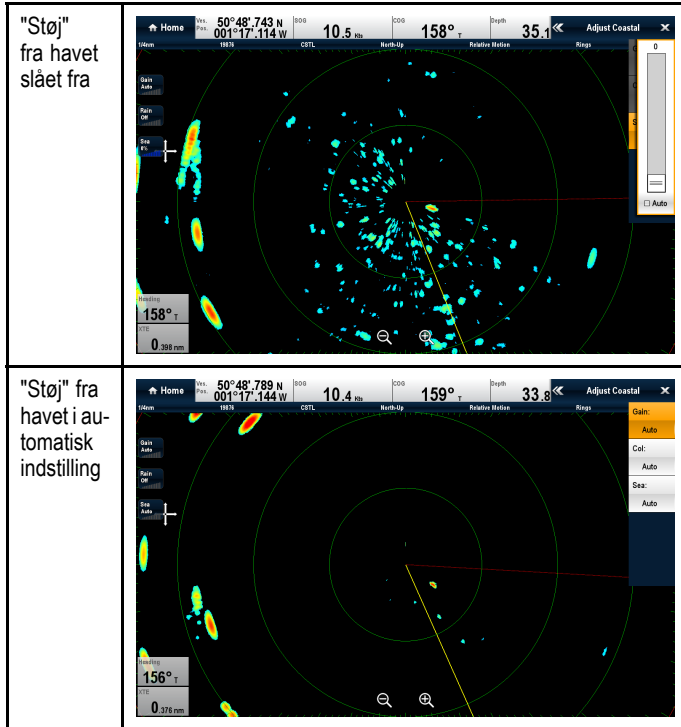 "Støj"
fra havet
slået fra
Home
Ves. Pos. 50°48'.743 N 001°17'.114 W
SOG 10.5 Kts
COG 158° T
Depth 35.1
Adjust Coastal X
1/4nm 19876 CSTL North-Up Relative Motion Rings
0
Gain
Auto
Rain
Off
Sea
0%
Auto
Heading
158° T
XTE
0.398 nm
"Støj" fra
havet i au-
tomatisk
indstilling
Home
Ves. Pos. 50°48'.789 N 001°17'.144 W
SOG 10.4 Kts
COG 159° T
Depth 33.8
Adjust Coastal X
1/4nm 19876 CSTL North-Up Relative Motion Rings
Gain:
Auto
Col:
Auto
Sea:
Auto
Gain
Auto
Rain
Off
Sea
Auto
Heading
156° T
XTE
0.376 nm